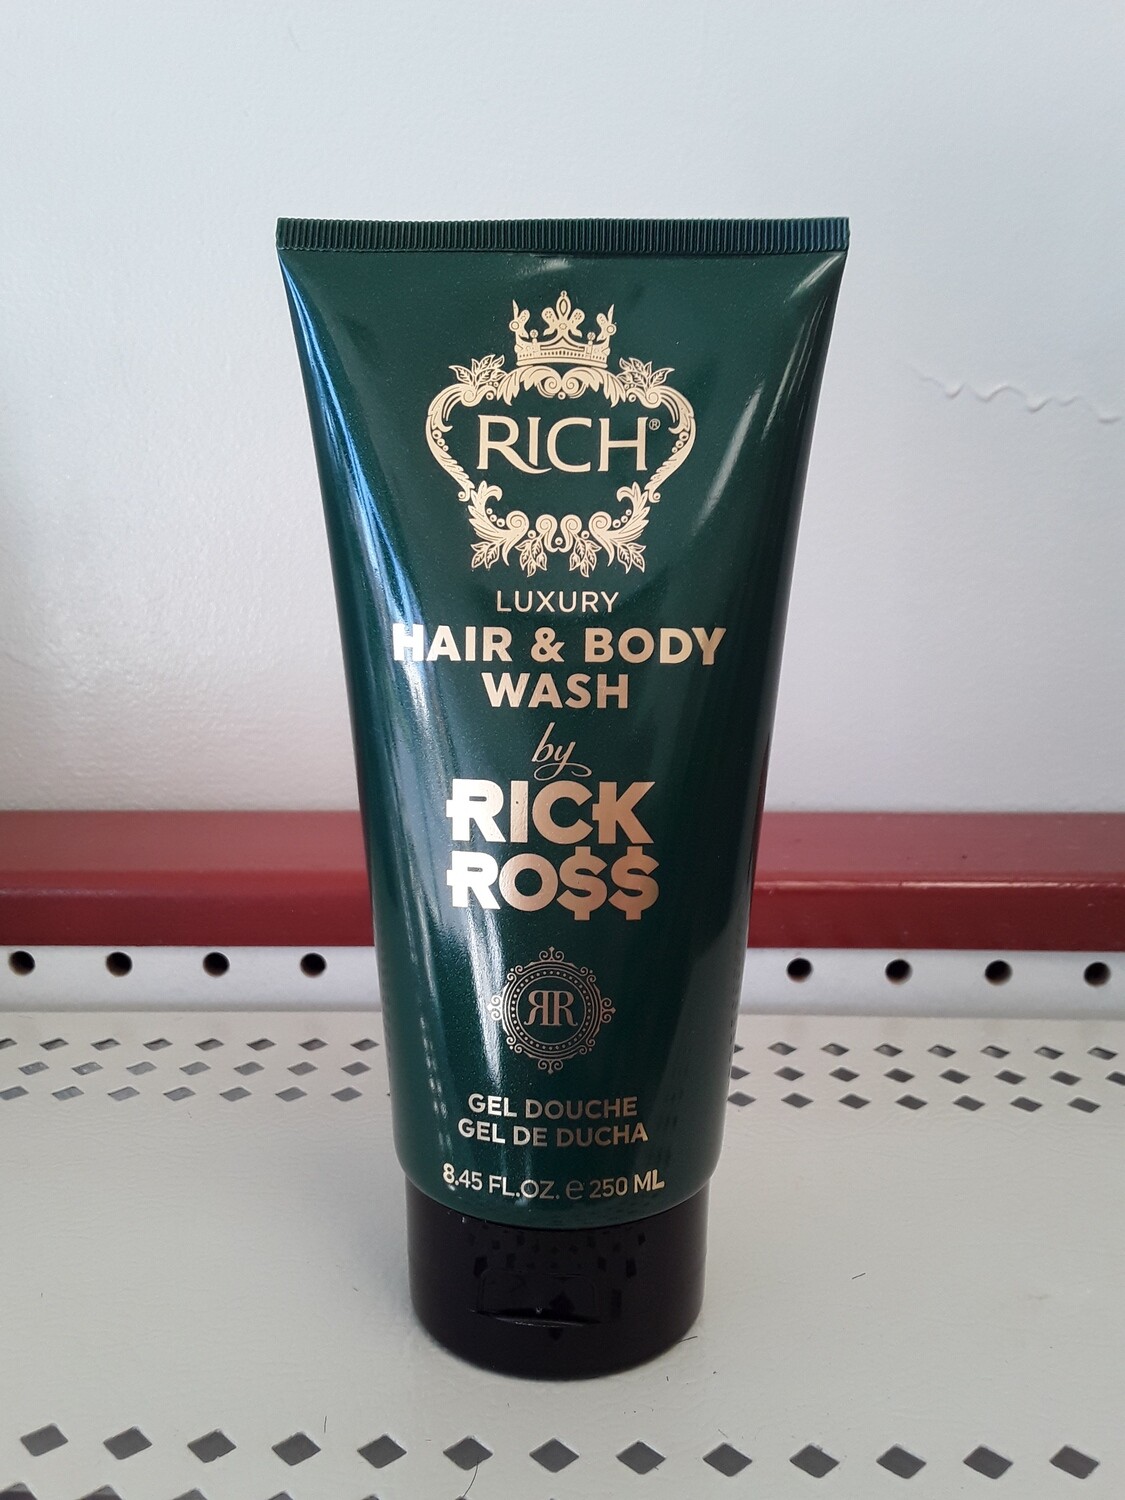 RICH®
LUXURY
HAIR & BODY
WASH
by
RICK
RO$$
RR
GEL DOUCHE
GEL DE DUCHA
8.45 FL.OZ. ℮ 250 ML